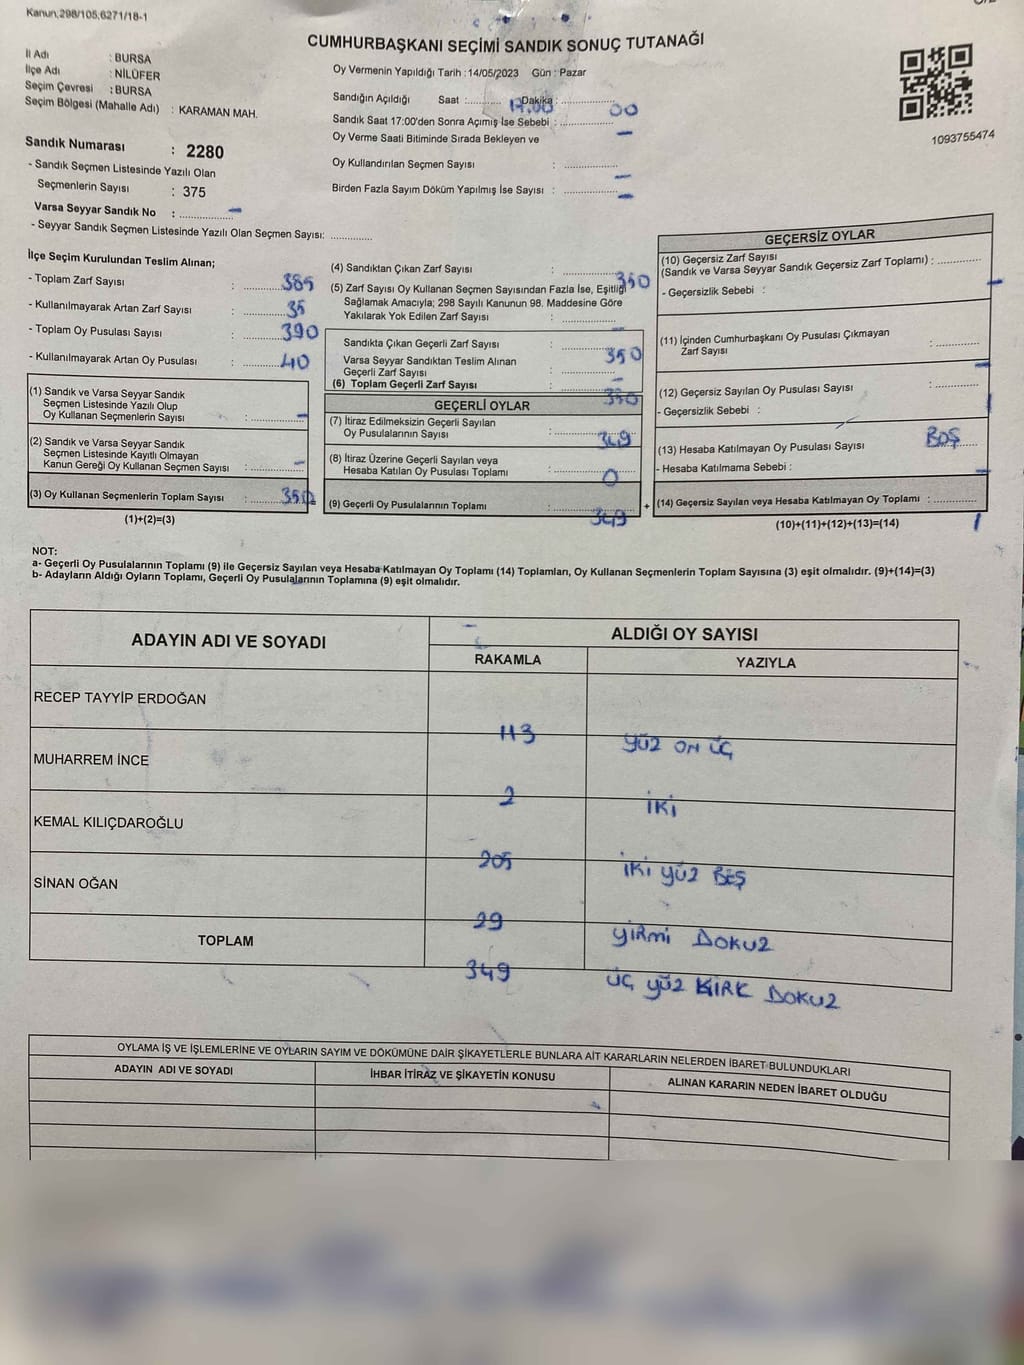 Kanun;298/105,6271/18-1
CUMHURBAŞKANI SEÇİMİ SANDIK SONUÇ TUTANAĞI
İl Adı : BURSA
İlçe Adı : NİLÜFER
Seçim Çevresi : BURSA
Seçim Bölgesi (Mahalle Adı) : KARAMAN MAH.
Sandık Numarası : 2280
- Sandık Seçmen Listesinde Yazılı Olan
Seçmenlerin Sayısı : 375
Varsa Seyyar Sandık No : .............. -
- Seyyar Sandık Seçmen Listesinde Yazılı Olan Seçmen Sayısı: ............
Oy Vermenin Yapıldığı Tarih : 14/05/2023 Gün : Pazar
Sandığın Açıldığı Saat :.......... 17.00 Dakika : .............. 00
Sandık Saat 17:00'den Sonra Açımış İse Sebebi : .............. -
Oy Verme Saati Bitiminde Sırada Bekleyen ve
Oy Kullandırılan Seçmen Sayısı : .............. -
Birden Fazla Sayım Döküm Yapılmış İse Sayısı : .............. -
1093755474
İlçe Seçim Kurulundan Teslim Alınan;
- Toplam Zarf Sayısı : .......... 385
- Kullanılmayarak Artan Zarf Sayısı : .......... 35
- Toplam Oy Pusulası Sayısı : .......... 390
- Kullanılmayarak Artan Oy Pusulası : .......... 40
(1) Sandık ve Varsa Seyyar Sandık
Seçmen Listesinde Yazılı Olup
Oy Kullanan Seçmenlerin Sayısı : .............. -
(2) Sandık ve Varsa Seyyar Sandık
Seçmen Listesinde Kayıtlı Olmayan
Kanun Gereği Oy Kullanan Seçmen Sayısı : .............. -
(3) Oy Kullanan Seçmenlerin Toplam Sayısı : .......... 350
(1)+(2)=(3)
(4) Sandıktan Çıkan Zarf Sayısı : .............. 350
(5) Zarf Sayısı Oy Kullanan Seçmen Sayısından Fazla İse, Eşitliği
Sağlamak Amacıyla; 298 Sayılı Kanunun 98. Maddesine Göre
Yakılarak Yok Edilen Zarf Sayısı : .............. -
Sandıkta Çıkan Geçerli Zarf Sayısı : .............. 350
Varsa Seyyar Sandıktan Teslim Alınan
Geçerli Zarf Sayısı : .............. -
(6) Toplam Geçerli Zarf Sayısı : .............. 350
GEÇERLİ OYLAR
(7) İtiraz Edilmeksizin Geçerli Sayılan
Oy Pusulalarının Sayısı : .............. 349
(8) İtiraz Üzerine Geçerli Sayılan veya
Hesaba Katılan Oy Pusulası Toplamı : .............. 0
(9) Geçerli Oy Pusulalarının Toplamı : .............. 349
+
GEÇERSİZ OYLAR
(10) Geçersiz Zarf Sayısı
(Sandık ve Varsa Seyyar Sandık Geçersiz Zarf Toplamı) : ............ -
- Geçersizlik Sebebi :
(11) İçinden Cumhurbaşkanı Oy Pusulası Çıkmayan
Zarf Sayısı : ............ -
(12) Geçersiz Sayılan Oy Pusulası Sayısı : ............ 1
- Geçersizlik Sebebi : BOŞ
(13) Hesaba Katılmayan Oy Pusulası Sayısı : ............ -
- Hesaba Katılmama Sebebi :
(14) Geçersiz Sayılan veya Hesaba Katılmayan Oy Toplamı : ............ 1
(10)+(11)+(12)+(13)=(14)
NOT:
a- Geçerli Oy Pusulalarının Toplamı (9) ile Geçersiz Sayılan veya Hesaba Katılmayan Oy Toplamı (14) Toplamları, Oy Kullanan Seçmenlerin Toplam Sayısına (3) eşit olmalıdır. (9)+(14)=(3)
b- Adayların Aldığı Oyların Toplamı, Geçerli Oy Pusulalarının Toplamına (9) eşit olmalıdır.
ADAYIN ADI VE SOYADI ALDIĞI OY SAYISI
RAKAMLA YAZIYLA
RECEP TAYYİP ERDOĞAN 113 YÜZ ON ÜÇ
MUHARREM İNCE 2 İKİ
KEMAL KILIÇDAROĞLU 205 İKİ YÜZ BEŞ
SİNAN OĞAN 29 YİRMİ DOKUZ
TOPLAM 349 ÜÇ YÜZ KIRK DOKUZ
OYLAMA İŞ VE İŞLEMLERİNE VE OYLARIN SAYIM VE DÖKÜMÜNE DAİR ŞİKAYETLERLE BUNLARA AİT KARARLARIN NELERDEN İBARET BULUNDUKLARI
ADAYIN ADI VE SOYADI İHBAR İTİRAZ VE ŞİKAYETİN KONUSU ALINAN KARARIN NEDEN İBARET OLDUĞU